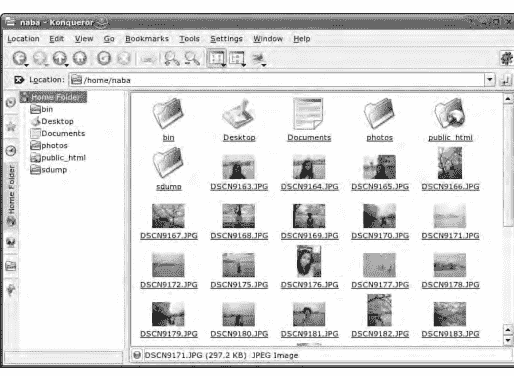 naba - Konqueror
Location Edit View Go Bookmarks Tools Settings Window Help
Location: /home/naba
Home Folder
bin
Desktop
Documents
photos
public_html
sdump
Home Folder
bin Desktop Documents photos public_html
sdump DSCN9163.JPG DSCN9164.JPG DSCN9165.JPG DSCN9166.JPG
DSCN9167.JPG DSCN9168.JPG DSCN9169.JPG DSCN9170.JPG DSCN9171.JPG
DSCN9172.JPG DSCN9175.JPG DSCN9176.JPG DSCN9177.JPG DSCN9178.JPG
DSCN9179.JPG DSCN9180.JPG DSCN9181.JPG DSCN9182.JPG DSCN9183.JPG
DSCN9171.JPG (297.2 KB) JPEG Image